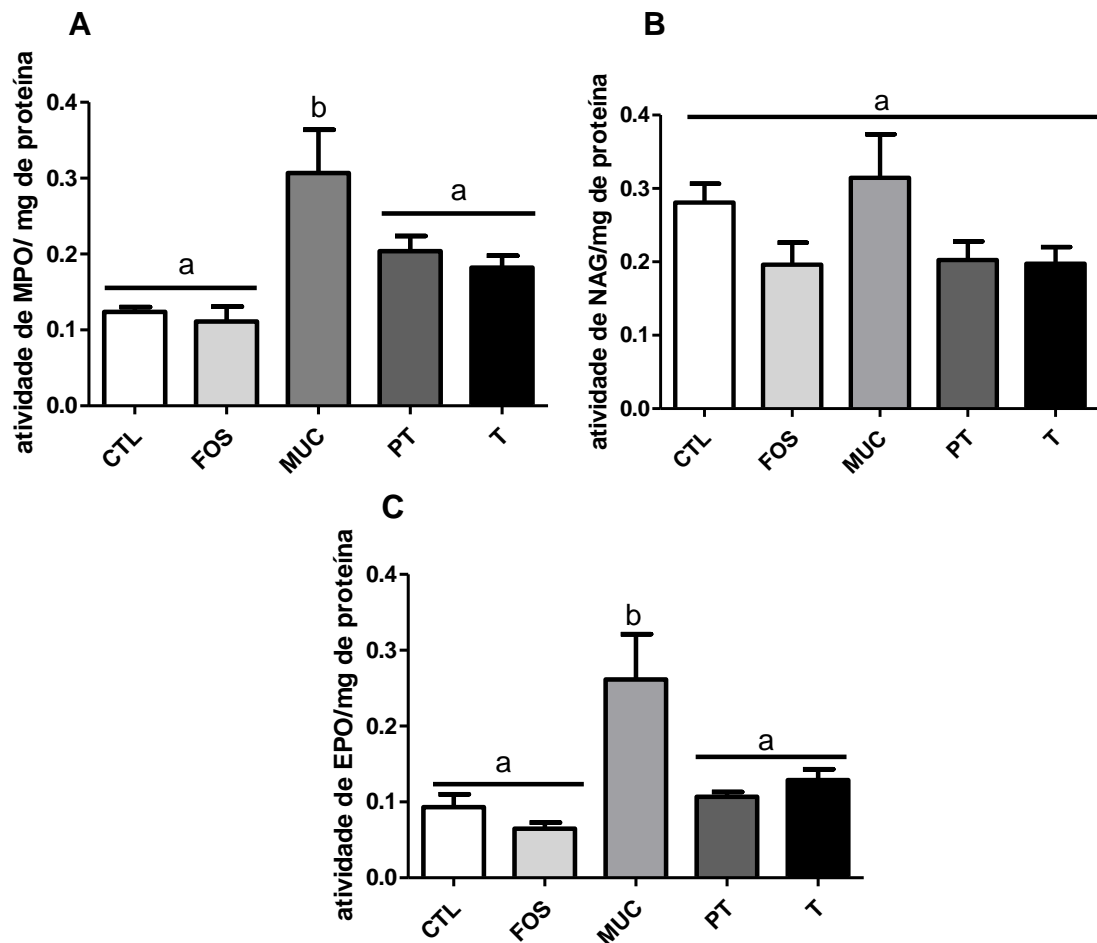 A
atividade de MPO/ mg de proteína
0.4
0.3
0.2
0.1
0.0
a
b
a
CTL
FOS
MUC
PT
T
B
atividade de NAG/mg de proteína
0.4
0.3
0.2
0.1
0.0
a
CTL
FOS
MUC
PT
T
C
atividade de EPO/mg de proteína
0.4
0.3
0.2
0.1
0.0
a
b
a
CTL
FOS
MUC
PT
T